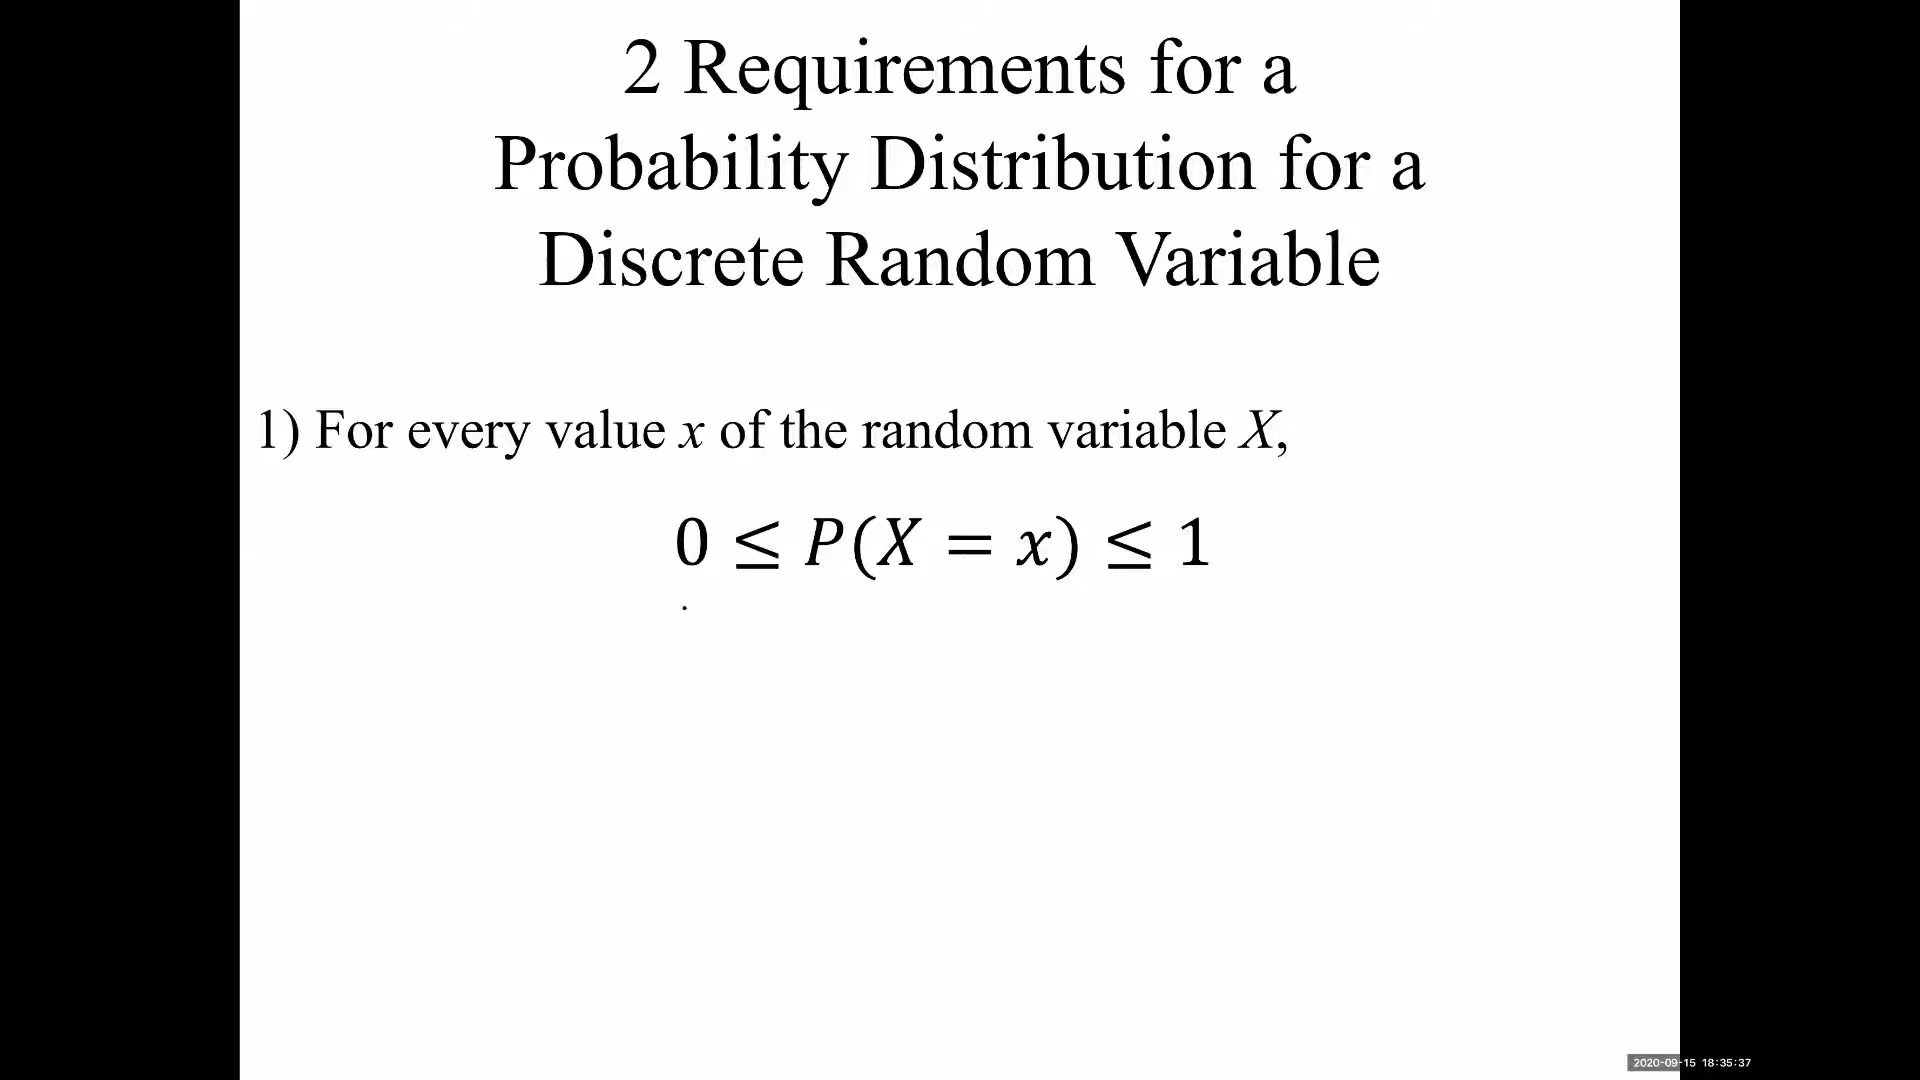 2 Requirements for a
Probability Distribution for a
Discrete Random Variable
1) For every value x of the random variable X,
0 ≤ P(X = x) ≤ 1
.
2020-09-15 18:35:37